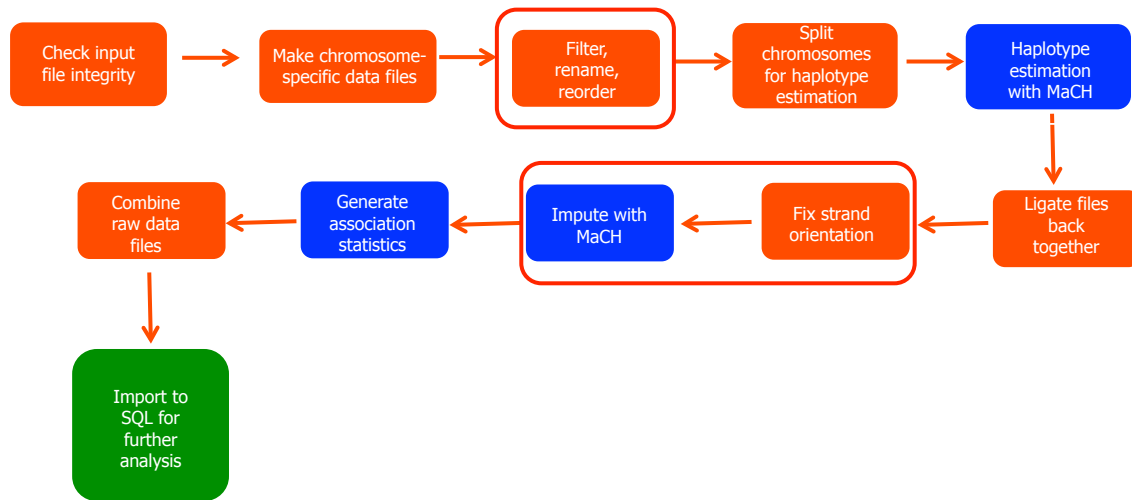 Check input
file integrity
Make chromosome-
specific data files
Filter,
rename,
reorder
Split
chromosomes
for haplotype
estimation
Haplotype
estimation
with MaCH
Ligate files
back
together
Fix strand
orientation
Impute with
MaCH
Generate
association
statistics
Combine
raw data
files
Import to
SQL for
further
analysis